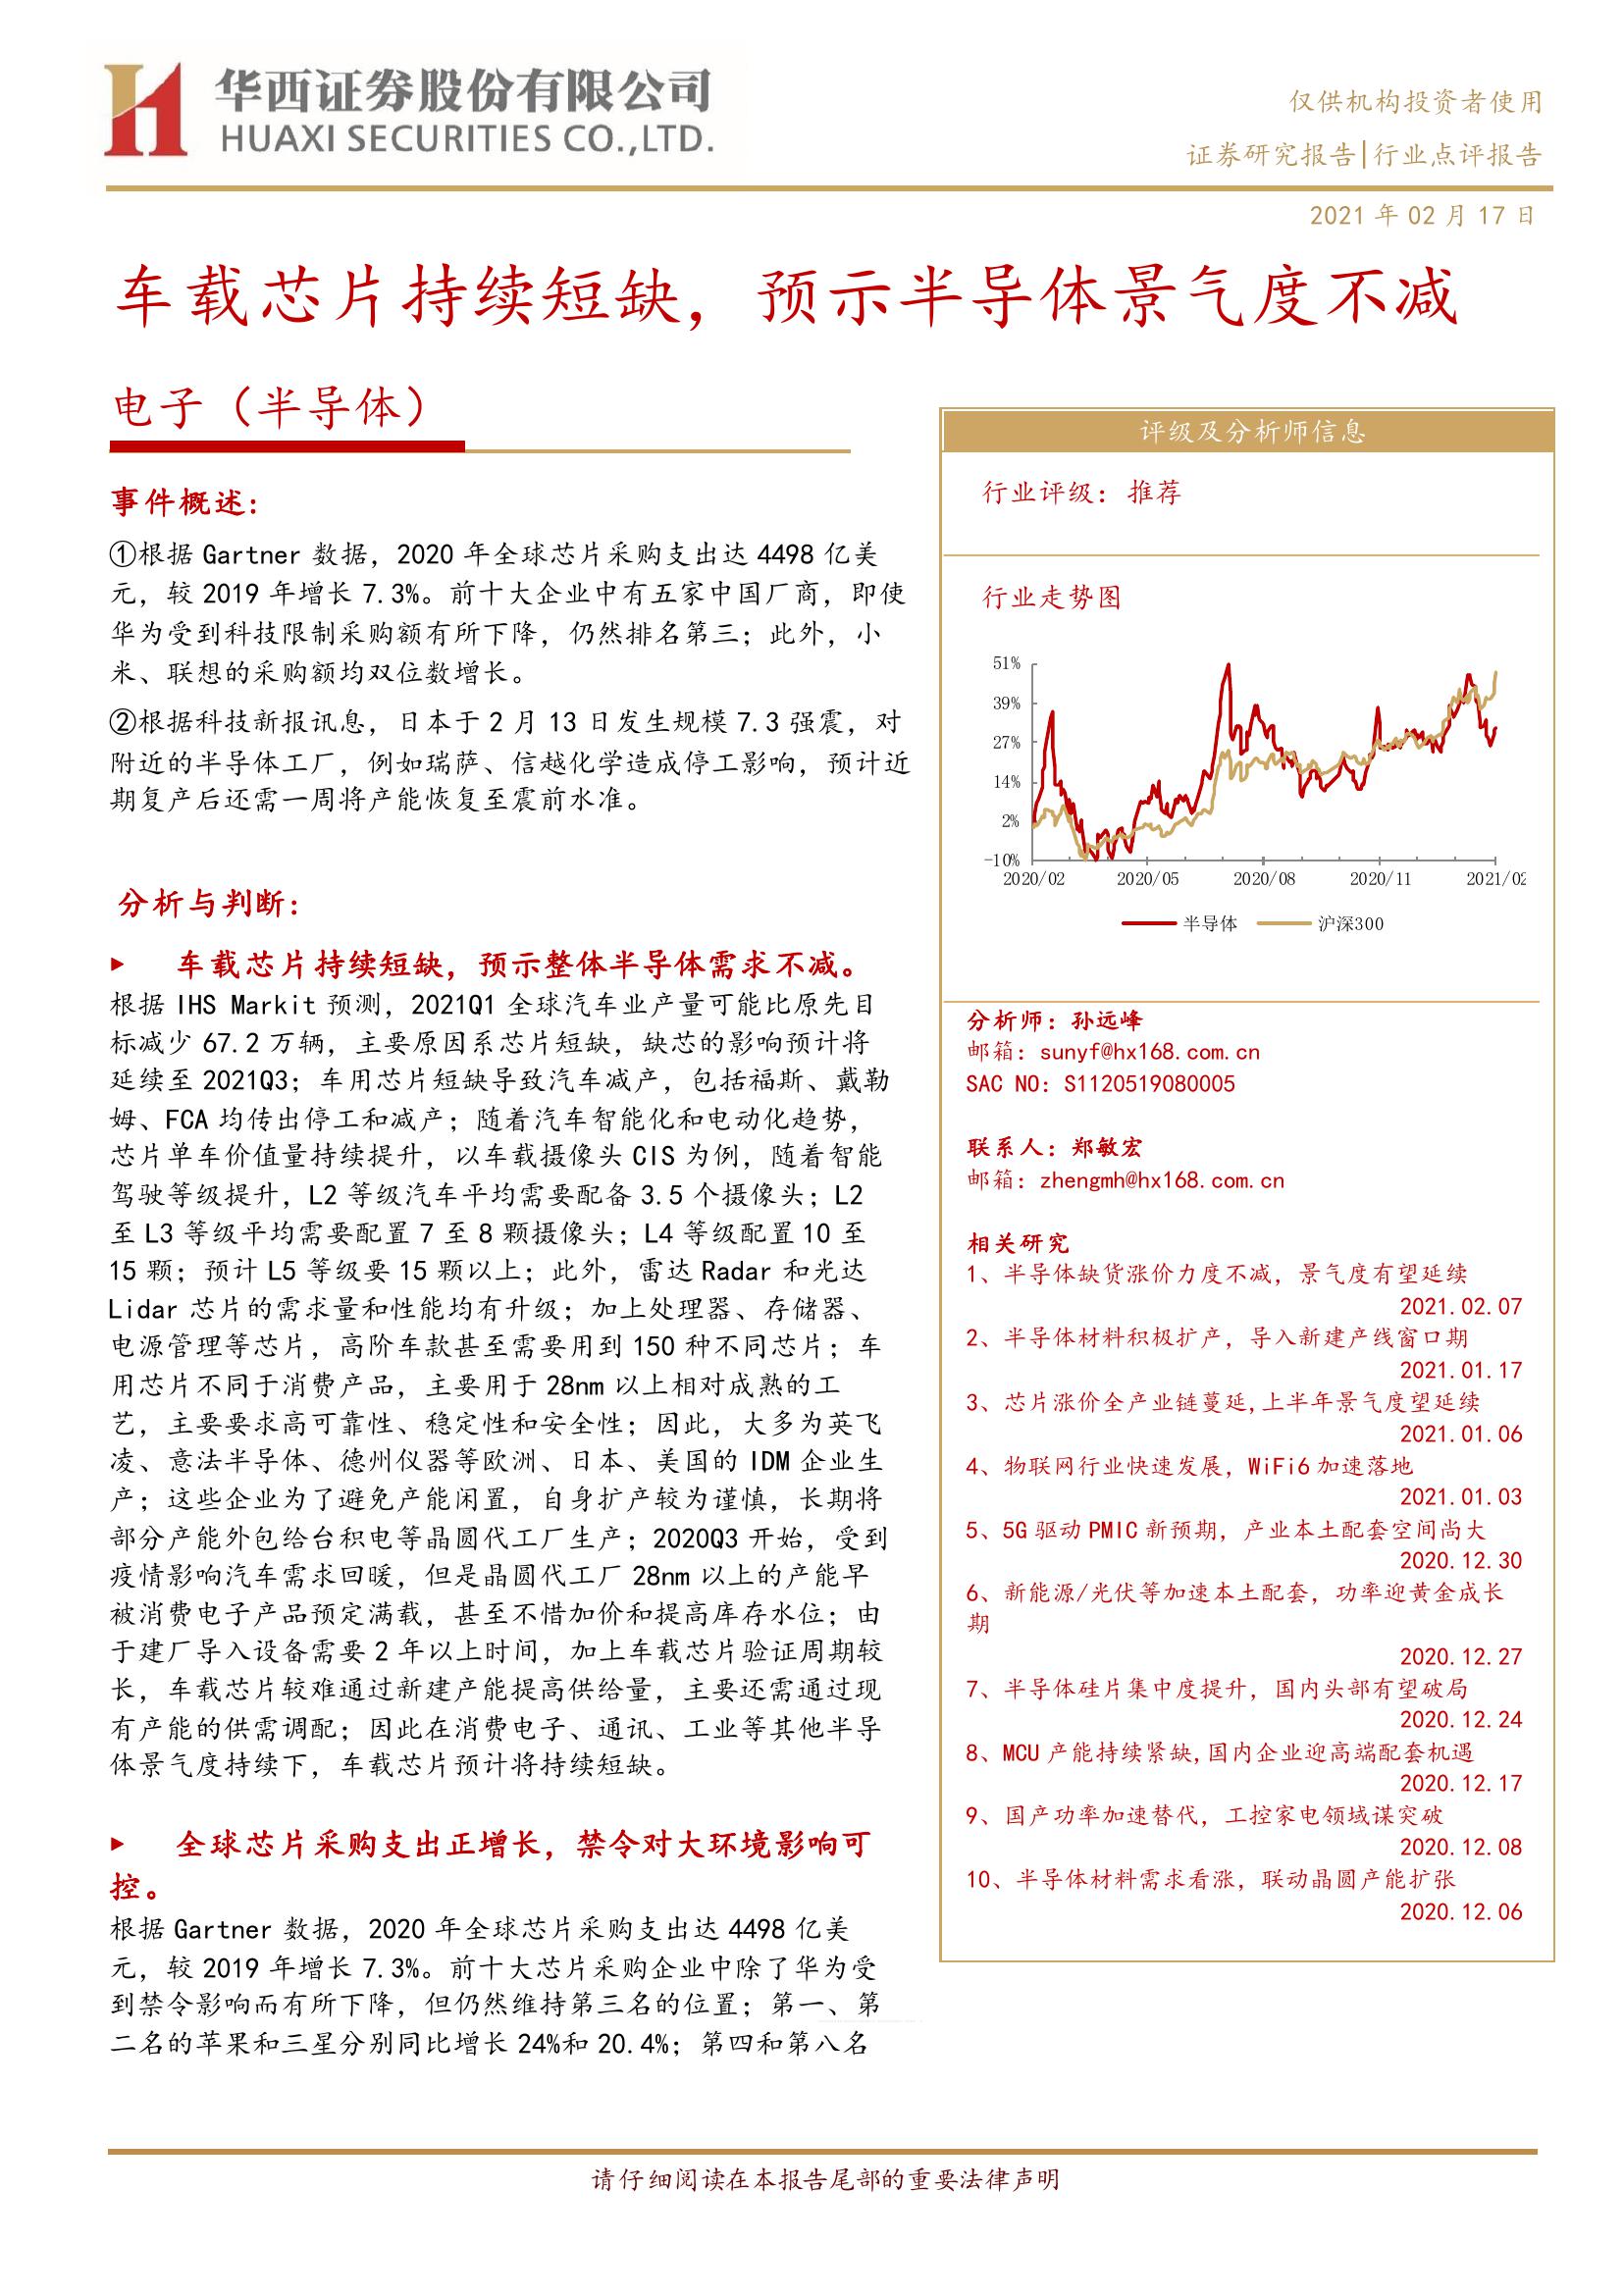 华西证券股份有限公司
HUAXI SECURITIES CO.,LTD.
仅供机构投资者使用
证券研究报告|行业点评报告
2021 年 02 月 17 日
车载芯片持续短缺，预示半导体景气度不减
电子（半导体）
事件概述：
①根据 Gartner 数据，2020 年全球芯片采购支出达 4498 亿美
元，较 2019 年增长 7.3%。前十大企业中有五家中国厂商，即使
华为受到科技限制采购额有所下降，仍然排名第三；此外，小
米、联想的采购额均双位数增长。
②根据科技新报讯息，日本于 2 月 13 日发生规模 7.3 强震，对
附近的半导体工厂，例如瑞萨、信越化学造成停工影响，预计近
期复产后还需一周将产能恢复至震前水准。
分析与判断：
► 车载芯片持续短缺，预示整体半导体需求不减。
根据 IHS Markit 预测，2021Q1 全球汽车业产量可能比原先目
标减少 67.2 万辆，主要原因系芯片短缺，缺芯的影响预计将
延续至 2021Q3；车用芯片短缺导致汽车减产，包括福斯、戴勒
姆、FCA 均传出停工和减产；随着汽车智能化和电动化趋势，
芯片单车价值量持续提升，以车载摄像头 CIS 为例，随着智能
驾驶等级提升，L2 等级汽车平均需要配备 3.5 个摄像头；L2
至 L3 等级平均需要配置 7 至 8 颗摄像头；L4 等级配置 10 至
15 颗；预计 L5 等级要 15 颗以上；此外，雷达 Radar 和光达
Lidar 芯片的需求量和性能均有升级；加上处理器、存储器、
电源管理等芯片，高阶车款甚至需要用到 150 种不同芯片；车
用芯片不同于消费产品，主要用于 28nm 以上相对成熟的工
艺，主要要求高可靠性、稳定性和安全性；因此，大多为英飞
凌、意法半导体、德州仪器等欧洲、日本、美国的 IDM 企业生
产；这些企业为了避免产能闲置，自身扩产较为谨慎，长期将
部分产能外包给台积电等晶圆代工厂生产；2020Q3 开始，受到
疫情影响汽车需求回暖，但是晶圆代工厂 28nm 以上的产能早
被消费电子产品预定满载，甚至不惜加价和提高库存水位；由
于建厂导入设备需要 2 年以上时间，加上车载芯片验证周期较
长，车载芯片较难通过新建产能提高供给量，主要还需通过现
有产能的供需调配；因此在消费电子、通讯、工业等其他半导
体景气度持续下，车载芯片预计将持续短缺。
► 全球芯片采购支出正增长，禁令对大环境影响可
控。
根据 Gartner 数据，2020 年全球芯片采购支出达 4498 亿美
元，较 2019 年增长 7.3%。前十大芯片采购企业中除了华为受
到禁令影响而有所下降，但仍然维持第三名的位置；第一、第
二名的苹果和三星分别同比增长 24%和 20.4%；第四和第八名
评级及分析师信息
行业评级：推荐
行业走势图
51%
39%
27%
14%
2%
-10%
2020/02 2020/05 2020/08 2020/11 2021/02
半导体 沪深300
分析师：孙远峰
邮箱：sunyf@hx168.com.cn
SAC NO：S1120519080005
联系人：郑敏宏
邮箱：zhengmh@hx168.com.cn
相关研究
1、半导体缺货涨价力度不减，景气度有望延续
2021.02.07
2、半导体材料积极扩产，导入新建产线窗口期
2021.01.17
3、芯片涨价全产业链蔓延,上半年景气度望延续
2021.01.06
4、物联网行业快速发展，WiFi6 加速落地
2021.01.03
5、5G 驱动 PMIC 新预期，产业本土配套空间尚大
2020.12.30
6、新能源/光伏等加速本土配套，功率迎黄金成长
期
2020.12.27
7、半导体硅片集中度提升，国内头部有望破局
2020.12.24
8、MCU 产能持续紧缺,国内企业迎高端配套机遇
2020.12.17
9、国产功率加速替代，工控家电领域谋突破
2020.12.08
10、半导体材料需求看涨，联动晶圆产能扩张
2020.12.06
请仔细阅读在本报告尾部的重要法律声明